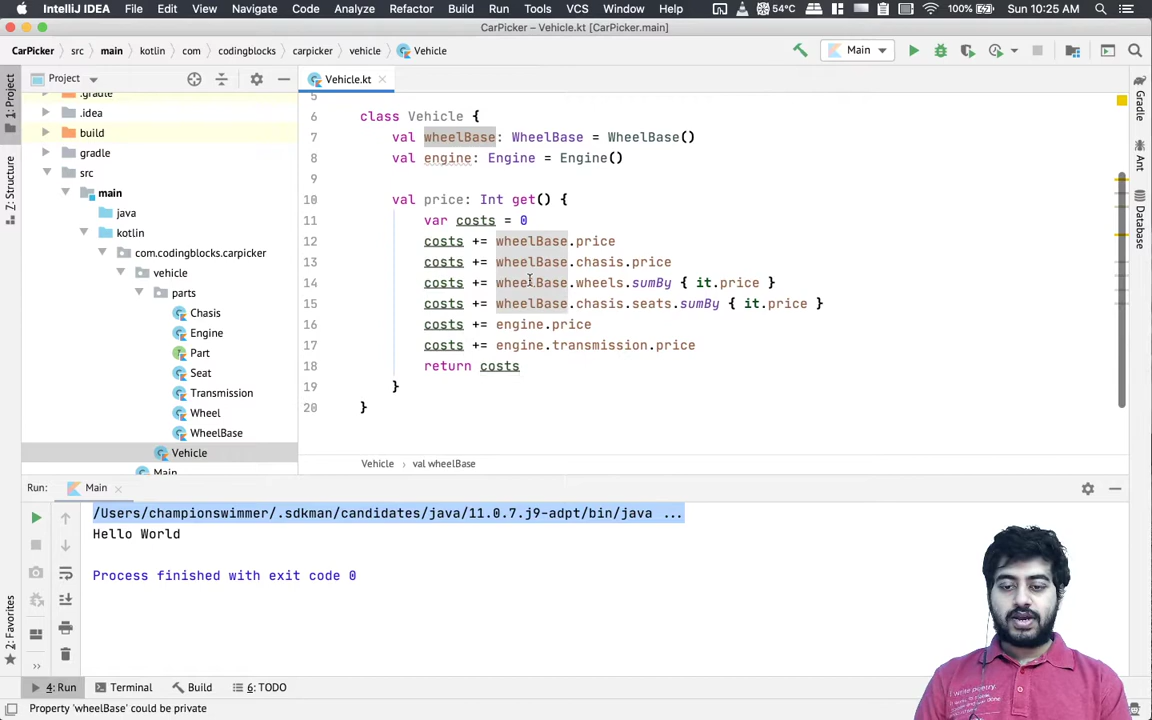 IntelliJ IDEA File Edit View Navigate Code Analyze Refactor Build Run Tools VCS Window Help 54°C 100% Sun 10:25 AM
CarPicker – Vehicle.kt [CarPicker.main]
CarPicker src main kotlin com codingblocks carpicker vehicle Vehicle Main
1: Project
Z: Structure
2: Favorites
Project
.gradle
.idea
build
gradle
src
main
java
kotlin
com.codingblocks.carpicker
vehicle
parts
Chasis
Engine
Part
Seat
Transmission
Wheel
WheelBase
Vehicle
Main
Vehicle.kt
5
6 class Vehicle {
7 val wheelBase: WheelBase = WheelBase()
8 val engine: Engine = Engine()
9
10 val price: Int get() {
11 var costs = 0
12 costs += wheelBase.price
13 costs += wheelBase.chasis.price
14 costs += wheelBase.wheels.sumBy { it.price }
15 costs += wheelBase.chasis.seats.sumBy { it.price }
16 costs += engine.price
17 costs += engine.transmission.price
18 return costs
19 }
20 }
Vehicle › val wheelBase
Gradle
Ant
Database
Run: Main
/Users/championswimmer/.sdkman/candidates/java/11.0.7.j9-adpt/bin/java ...
Hello World
Process finished with exit code 0
4: Run Terminal Build 6: TODO
Property 'wheelBase' could be private